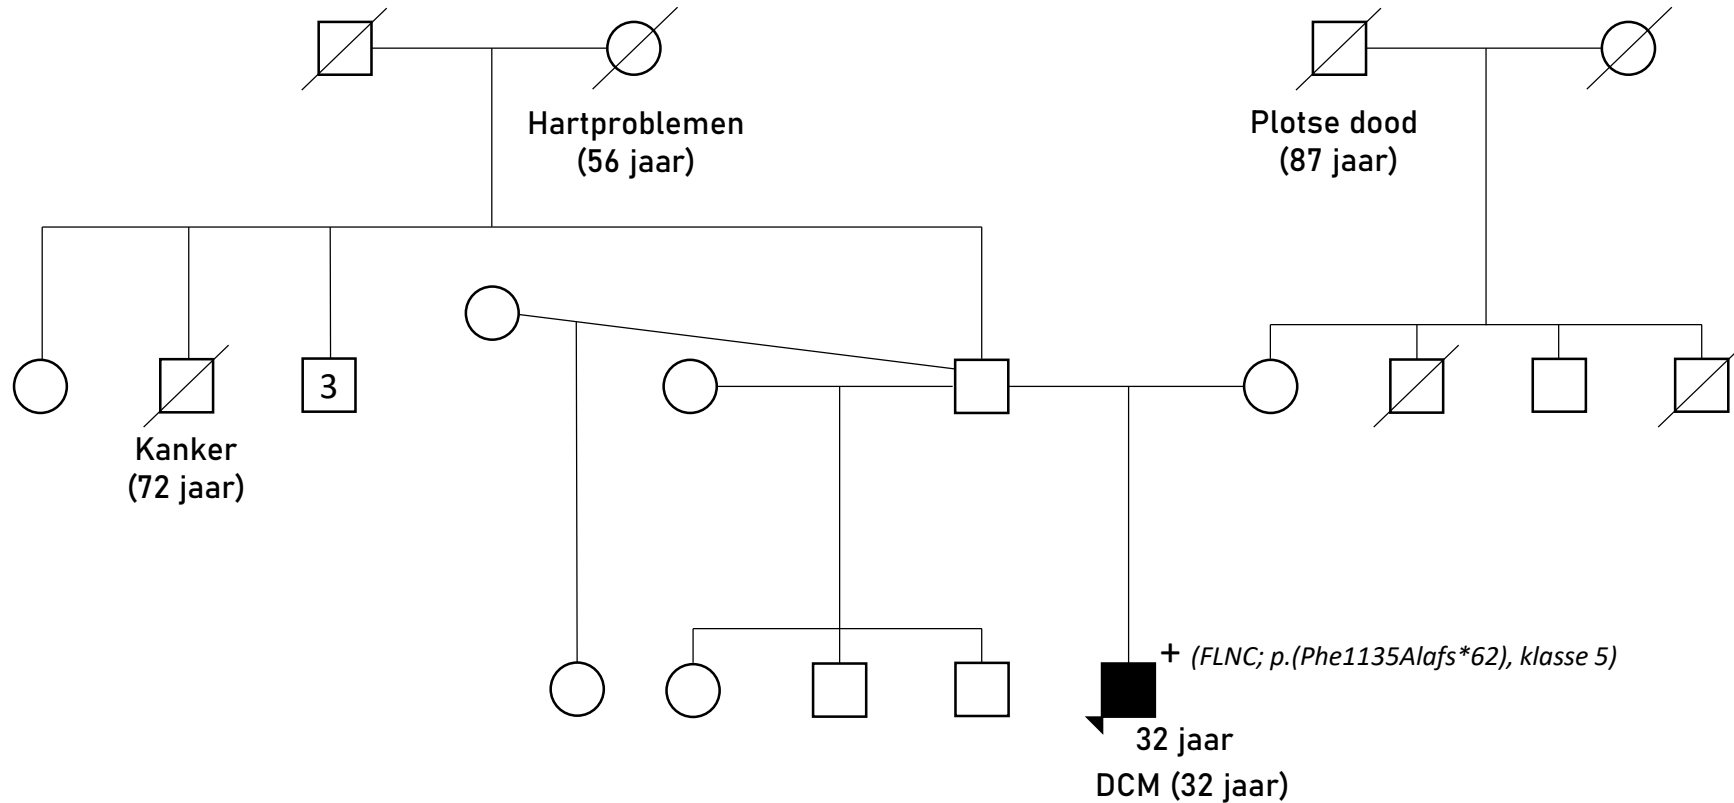 Hartproblemen
(56 jaar)
Plotse dood
(87 jaar)
3
Kanker
(72 jaar)
+ (FLNC; p.(Phe1135Alafs*62), klasse 5)
32 jaar
DCM (32 jaar)